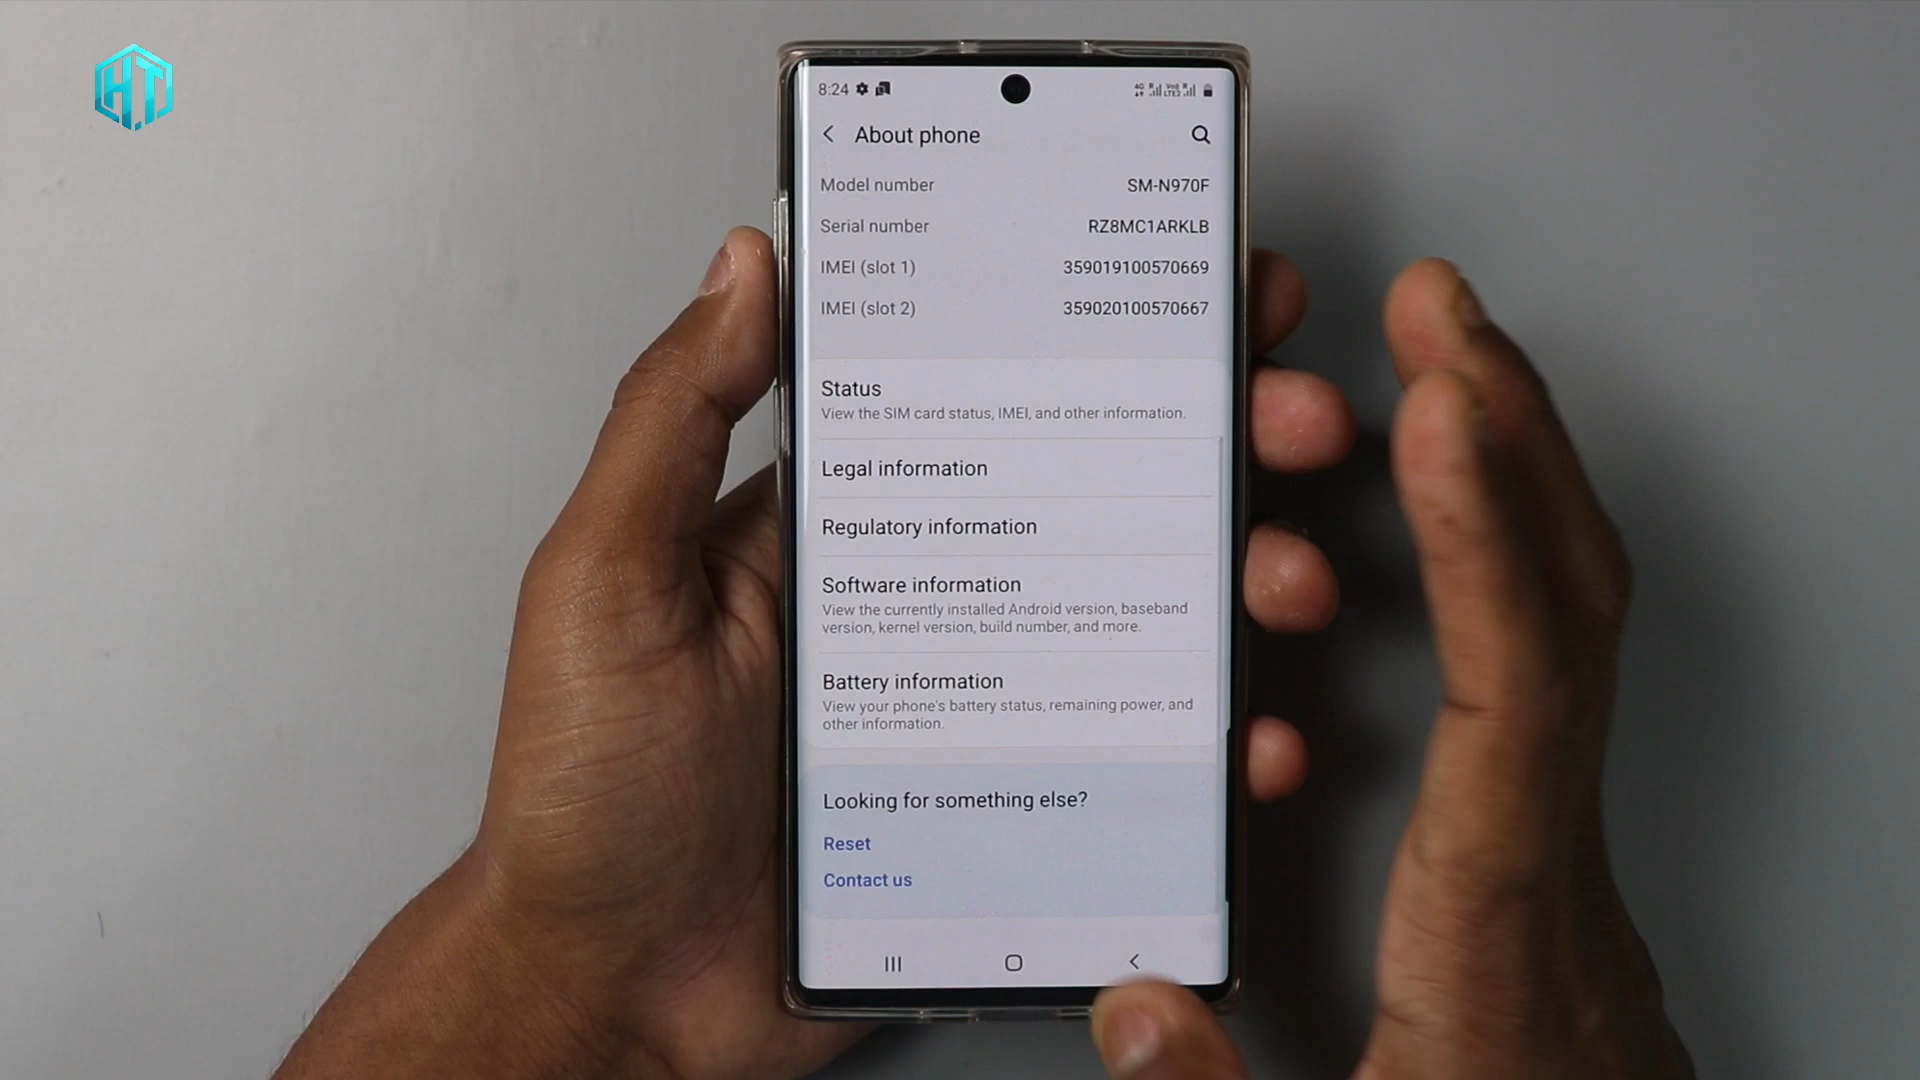 H.T
8:24
About phone
Model number SM-N970F
Serial number RZ8MC1ARKLB
IMEI (slot 1) 359019100570669
IMEI (slot 2) 359020100570667
Status
View the SIM card status, IMEI, and other information.
Legal information
Regulatory information
Software information
View the currently installed Android version, baseband
version, kernel version, build number, and more.
Battery information
View your phone's battery status, remaining power, and
other information.
Looking for something else?
Reset
Contact us